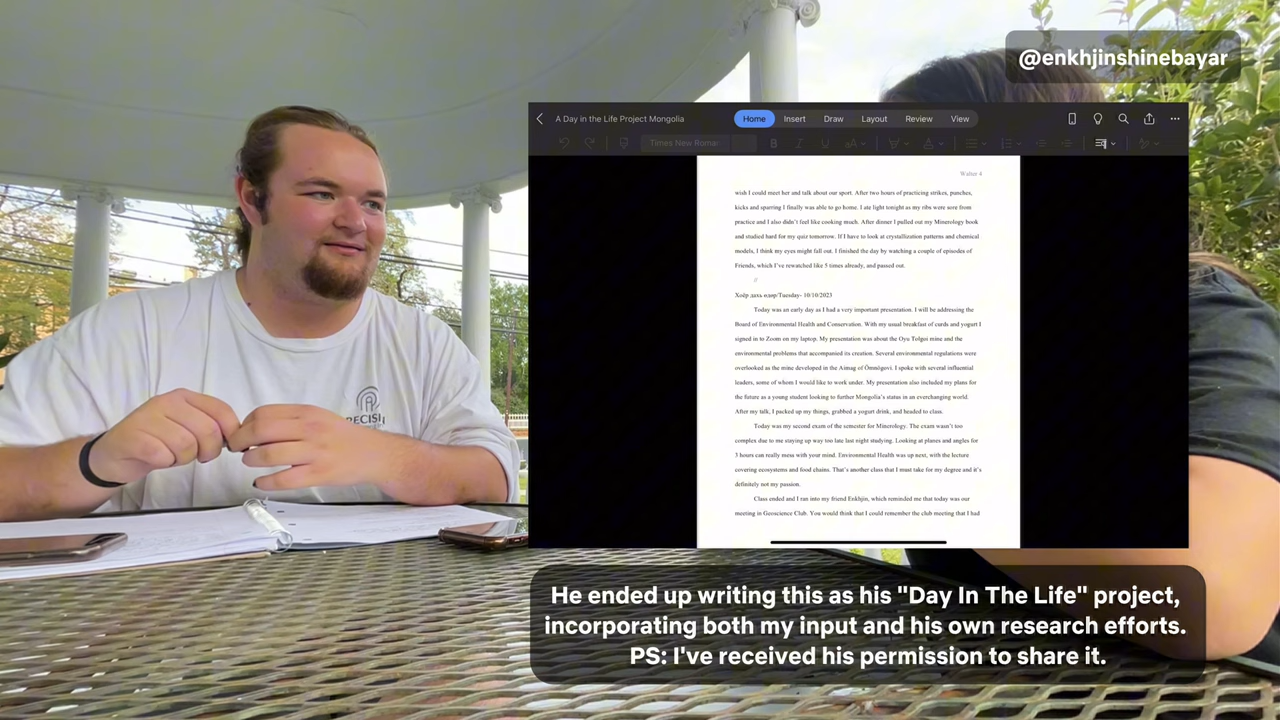 @enkhjinshinebayar
A Day in the Life Project Mongolia
Home Insert Draw Layout Review View
Times New Roma
Walter 4
wish I could meet her and talk about our sport. After two hours of practicing strikes, punches,
kicks and sparring I finally was able to go home. I ate light tonight as my ribs were sore from
practice and I also didn't feel like cooking much. After dinner I pulled out my Minerology book
and studied hard for my quiz tomorrow. If I have to look at crystallization patterns and chemical
models, I think my eyes might fall out. I finished the day by watching a couple of episodes of
Friends, which I've rewatched like 5 times already, and passed out.
//
Хоёр дахь өдөр/Tuesday- 10/10/2023
Today was an early day as I had a very important presentation. I will be addressing the
Board of Environmental Health and Conservation. With my usual breakfast of curds and yogurt I
signed in to Zoom on my laptop. My presentation was about the Oyu Tolgoi mine and the
environmental problems that accompanied its creation. Several environmental regulations were
overlooked as the mine developed in the Aimag of Ömnögovi. I spoke with several influential
leaders, some of whom I would like to work under. My presentation also included my plans for
the future as a young student looking to further Mongolia's status in an everchanging world.
After my talk, I packed up my things, grabbed a yogurt drink, and headed to class.
Today was my second exam of the semester for Minerology. The exam wasn't too
complex due to me staying up way too late last night studying. Looking at planes and angles for
3 hours can really mess with your mind. Environmental Health was up next, with the lecture
covering ecosystems and food chains. That's another class that I must take for my degree and it's
definitely not my passion.
Class ended and I ran into my friend Enkhjin, which reminded me that today was our
meeting in Geoscience Club. You would think that I could remember the club meeting that I had
He ended up writing this as his "Day In The Life" project,
incorporating both my input and his own research efforts.
PS: I've received his permission to share it.